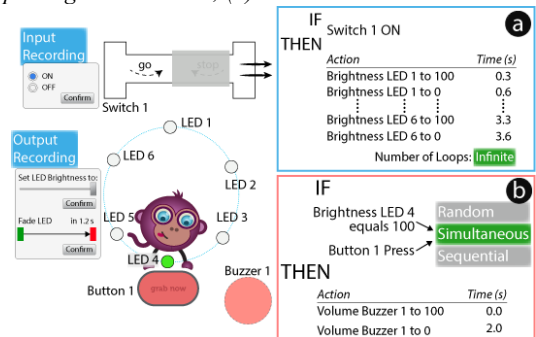 Input
Recording
ON
OFF
Confirm
go
stop
Switch 1
Output
Recording
Set LED Brightness to:
Confirm
Fade LED in 1.2 s
Confirm
LED 1
LED 6
LED 2
LED 5
LED 3
LED 4
Button 1
grab now
Buzzer 1
a
IF
Switch 1 ON
THEN
Action Time (s)
Brightness LED 1 to 100 0.3
Brightness LED 1 to 0 0.6
Brightness LED 6 to 100 3.3
Brightness LED 6 to 0 3.6
Number of Loops: Infinite
b
IF
Brightness LED 4
equals 100
Button 1 Press
Random
Simultaneous
Sequential
THEN
Action Time (s)
Volume Buzzer 1 to 100 0.0
Volume Buzzer 1 to 0 2.0